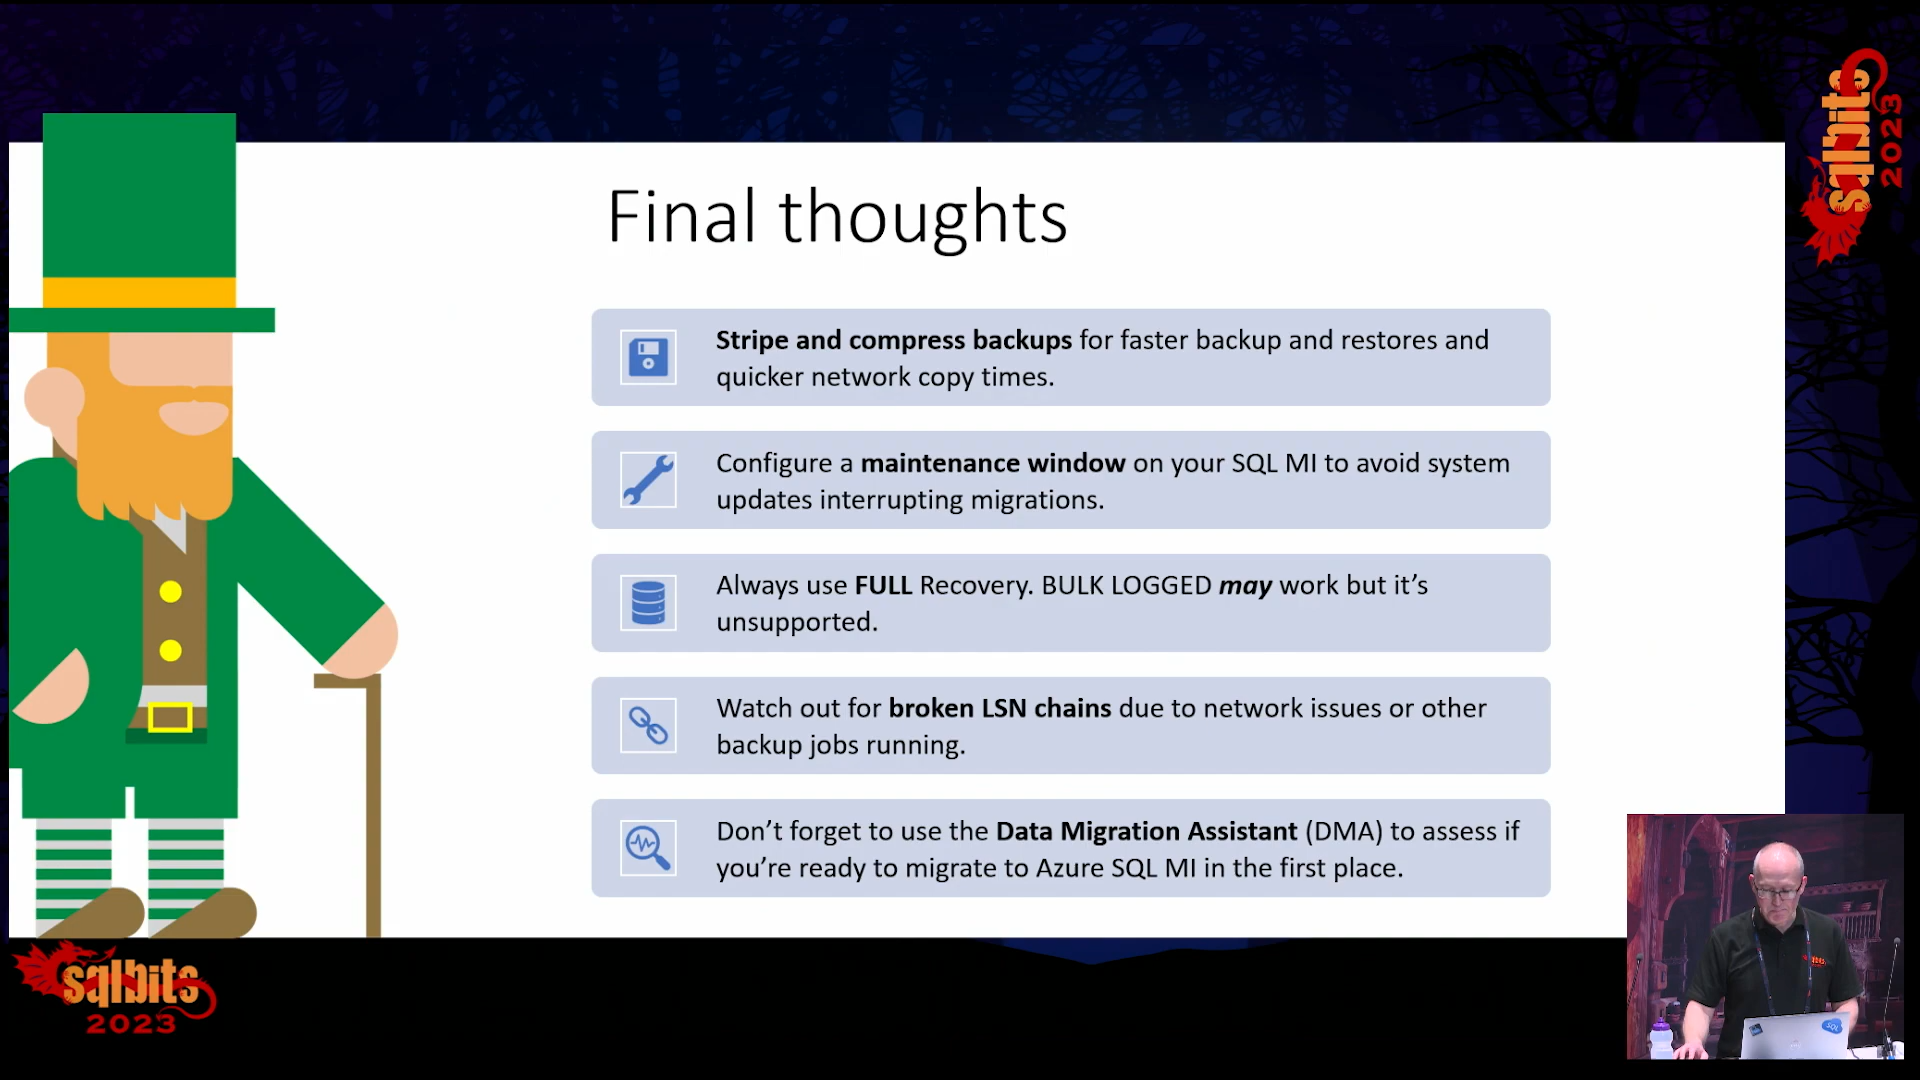 sqlbits
2023
Final thoughts
Stripe and compress backups for faster backup and restores and
quicker network copy times.
Configure a maintenance window on your SQL MI to avoid system
updates interrupting migrations.
Always use FULL Recovery. BULK LOGGED may work but it’s
unsupported.
Watch out for broken LSN chains due to network issues or other
backup jobs running.
Don’t forget to use the Data Migration Assistant (DMA) to assess if
you’re ready to migrate to Azure SQL MI in the first place.
sqlbits
2023
SQL